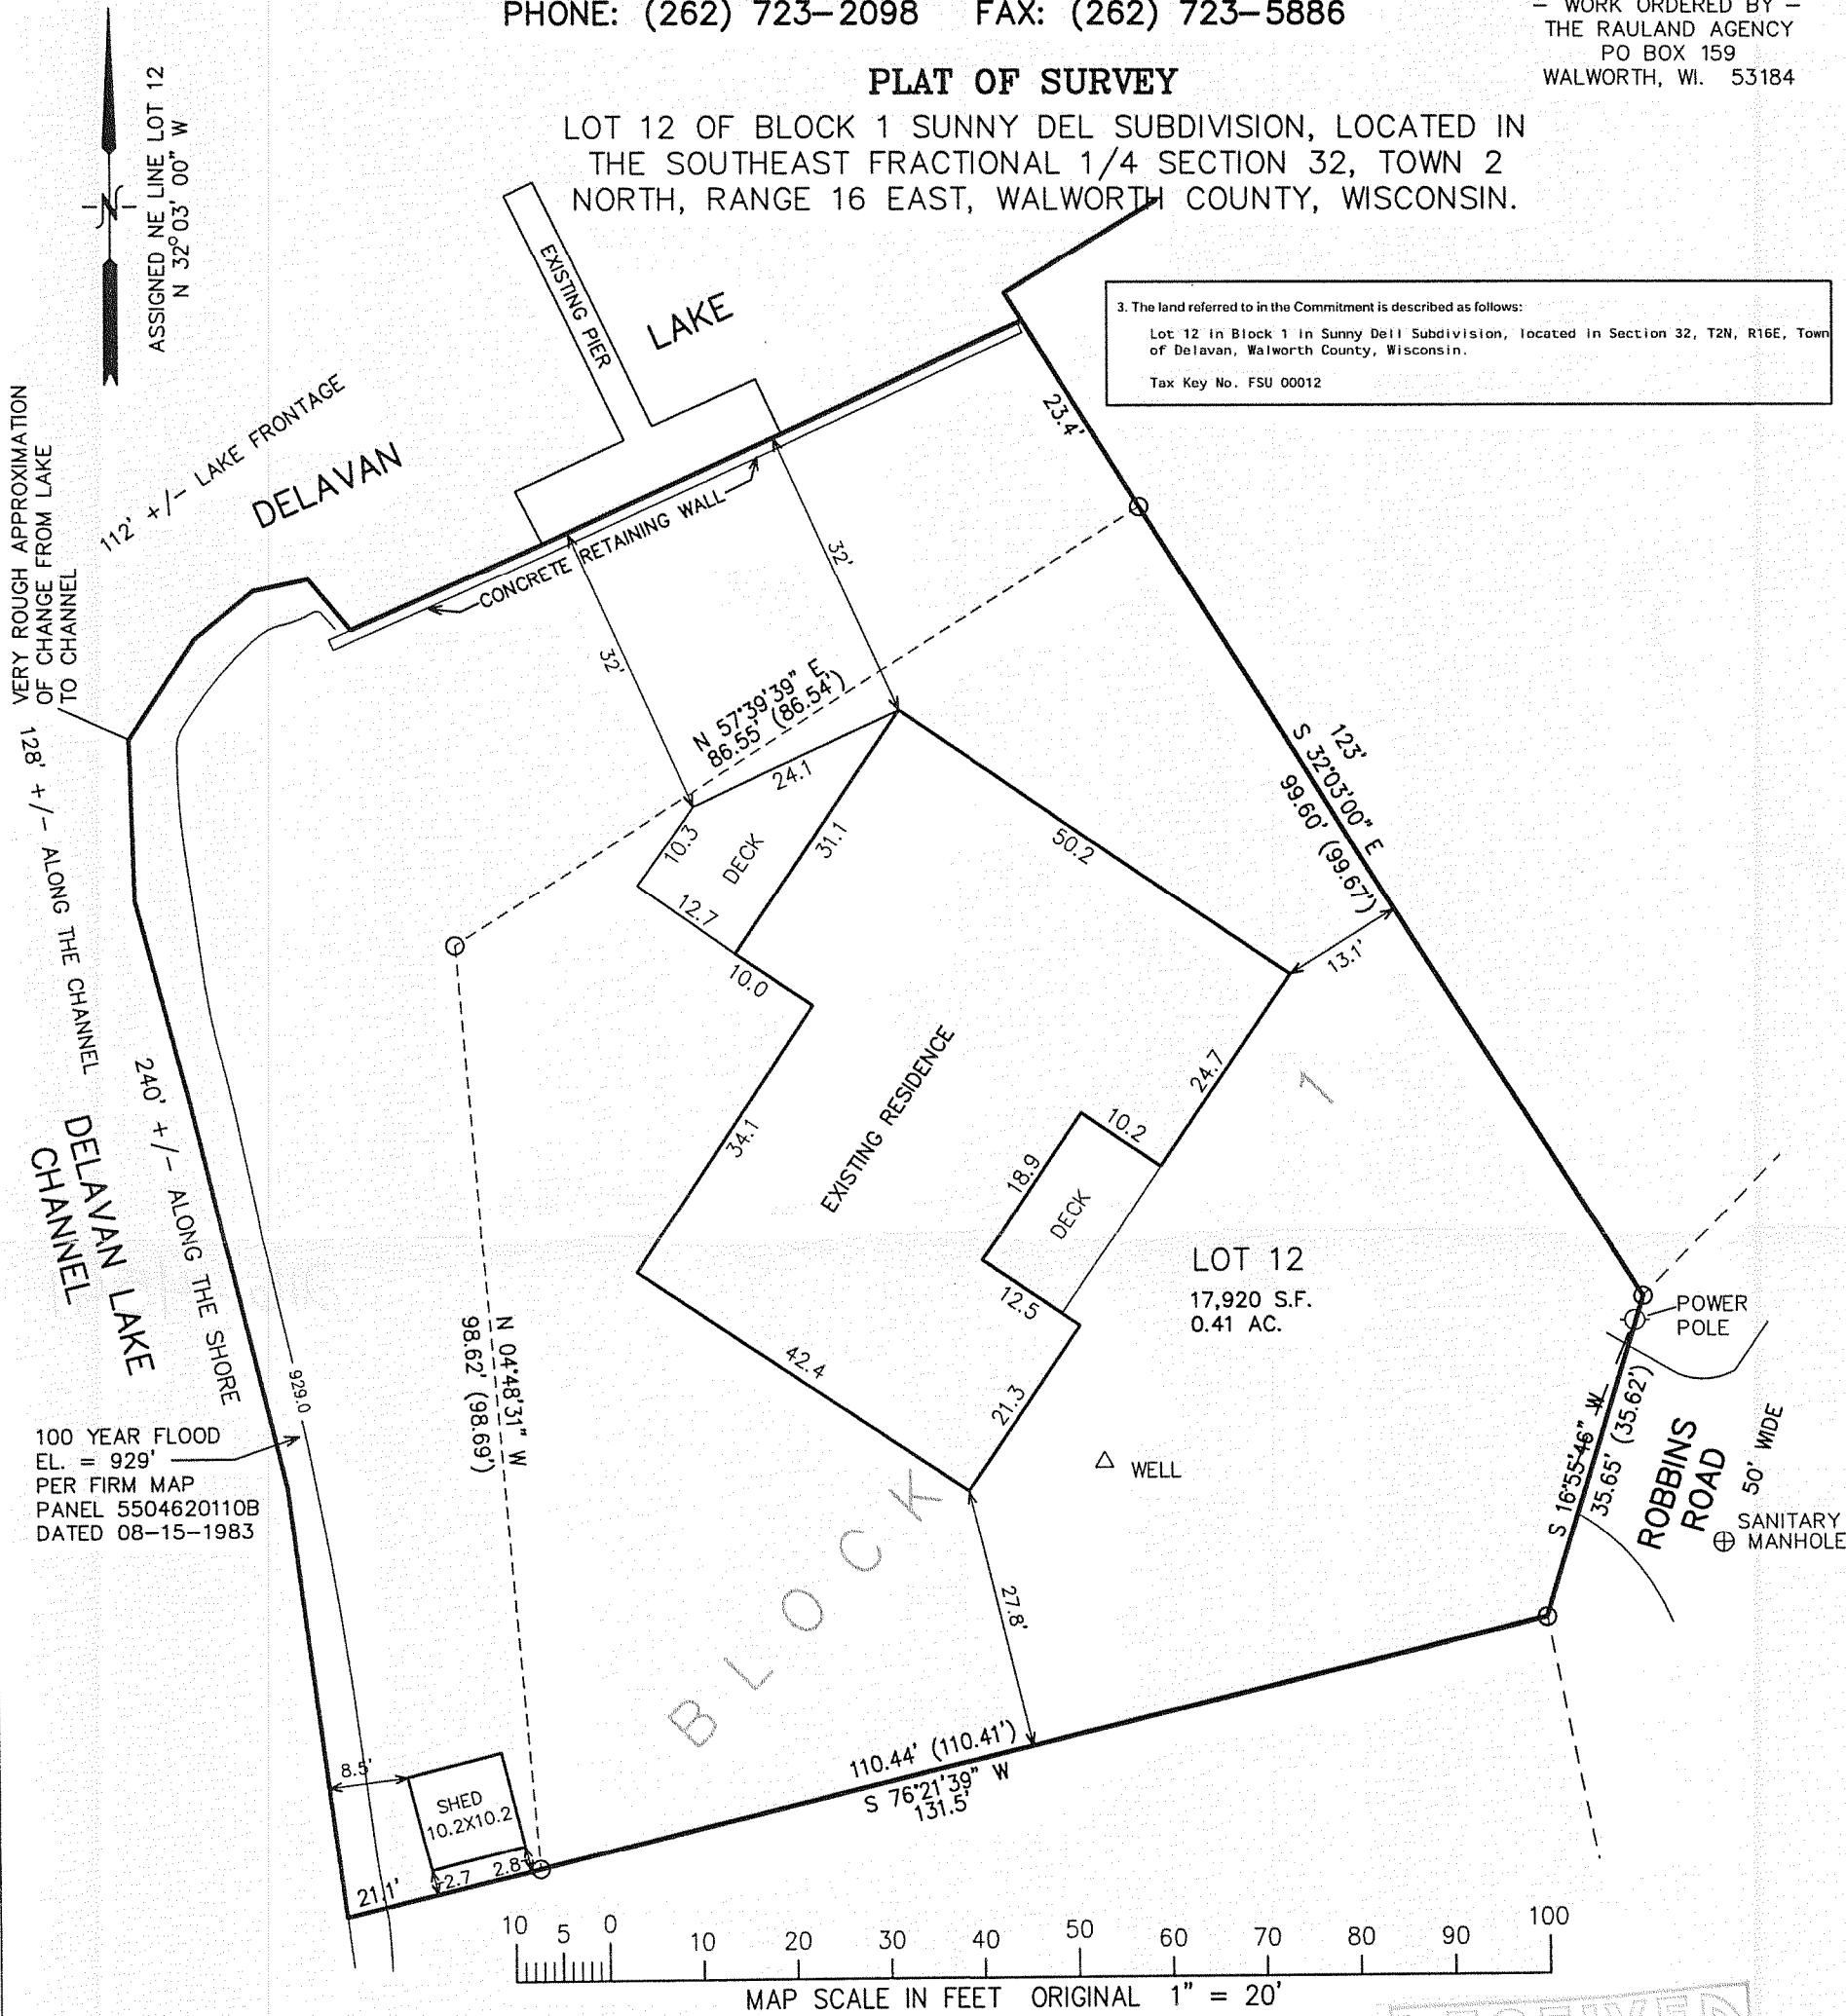 PHONE: (262) 723-2098 FAX: (262) 723-5886
- WORK ORDERED BY -
THE RAULAND AGENCY
PO BOX 159
WALWORTH, WI. 53184
PLAT OF SURVEY
LOT 12 OF BLOCK 1 SUNNY DEL SUBDIVISION, LOCATED IN
THE SOUTHEAST FRACTIONAL 1/4 SECTION 32, TOWN 2
NORTH, RANGE 16 EAST, WALWORTH COUNTY, WISCONSIN.
N
ASSIGNED NE LINE LOT 12
N 32°03' 00" W
3. The land referred to in the Commitment is described as follows:
Lot 12 in Block 1 in Sunny Dell Subdivision, located in Section 32, T2N, R16E, Town
of Delavan, Walworth County, Wisconsin.
Tax Key No. FSU 00012
EXISTING PIER
LAKE
DELAVAN
112' +/- LAKE FRONTAGE
VERY ROUGH APPROXIMATION
OF CHANGE FROM LAKE
TO CHANNEL
CONCRETE RETAINING WALL
23.4'
32'
32'
N 57°39'39" E
86.55' (86.54')
24.1
10.3
DECK
31.1
12.7
10.0
50.2
123'
S 32°03'00" E
99.60' (99.67')
13.1'
128' +/- ALONG THE CHANNEL
240' +/- ALONG THE SHORE
DELAVAN LAKE
CHANNEL
34.1
EXISTING RESIDENCE
24.7
10.2
18.9
DECK
12.5
1
LOT 12
17,920 S.F.
0.41 AC.
POWER
POLE
N 04°48'31" W
98.62' (98.69')
42.4
21.3
WELL
929.0
100 YEAR FLOOD
EL. = 929'
PER FIRM MAP
PANEL 5504620110B
DATED 08-15-1983
S 16°55'46" W
35.65' (35.62')
ROBBINS
ROAD
50' WIDE
SANITARY
MANHOLE
BLOCK
27.8'
110.44' (110.41')
S 76°21'39" W
131.5'
8.5'
SHED
10.2X10.2
2.7
2.8
21.1'
10 5 0 10 20 30 40 50 60 70 80 90 100
MAP SCALE IN FEET ORIGINAL 1" = 20'